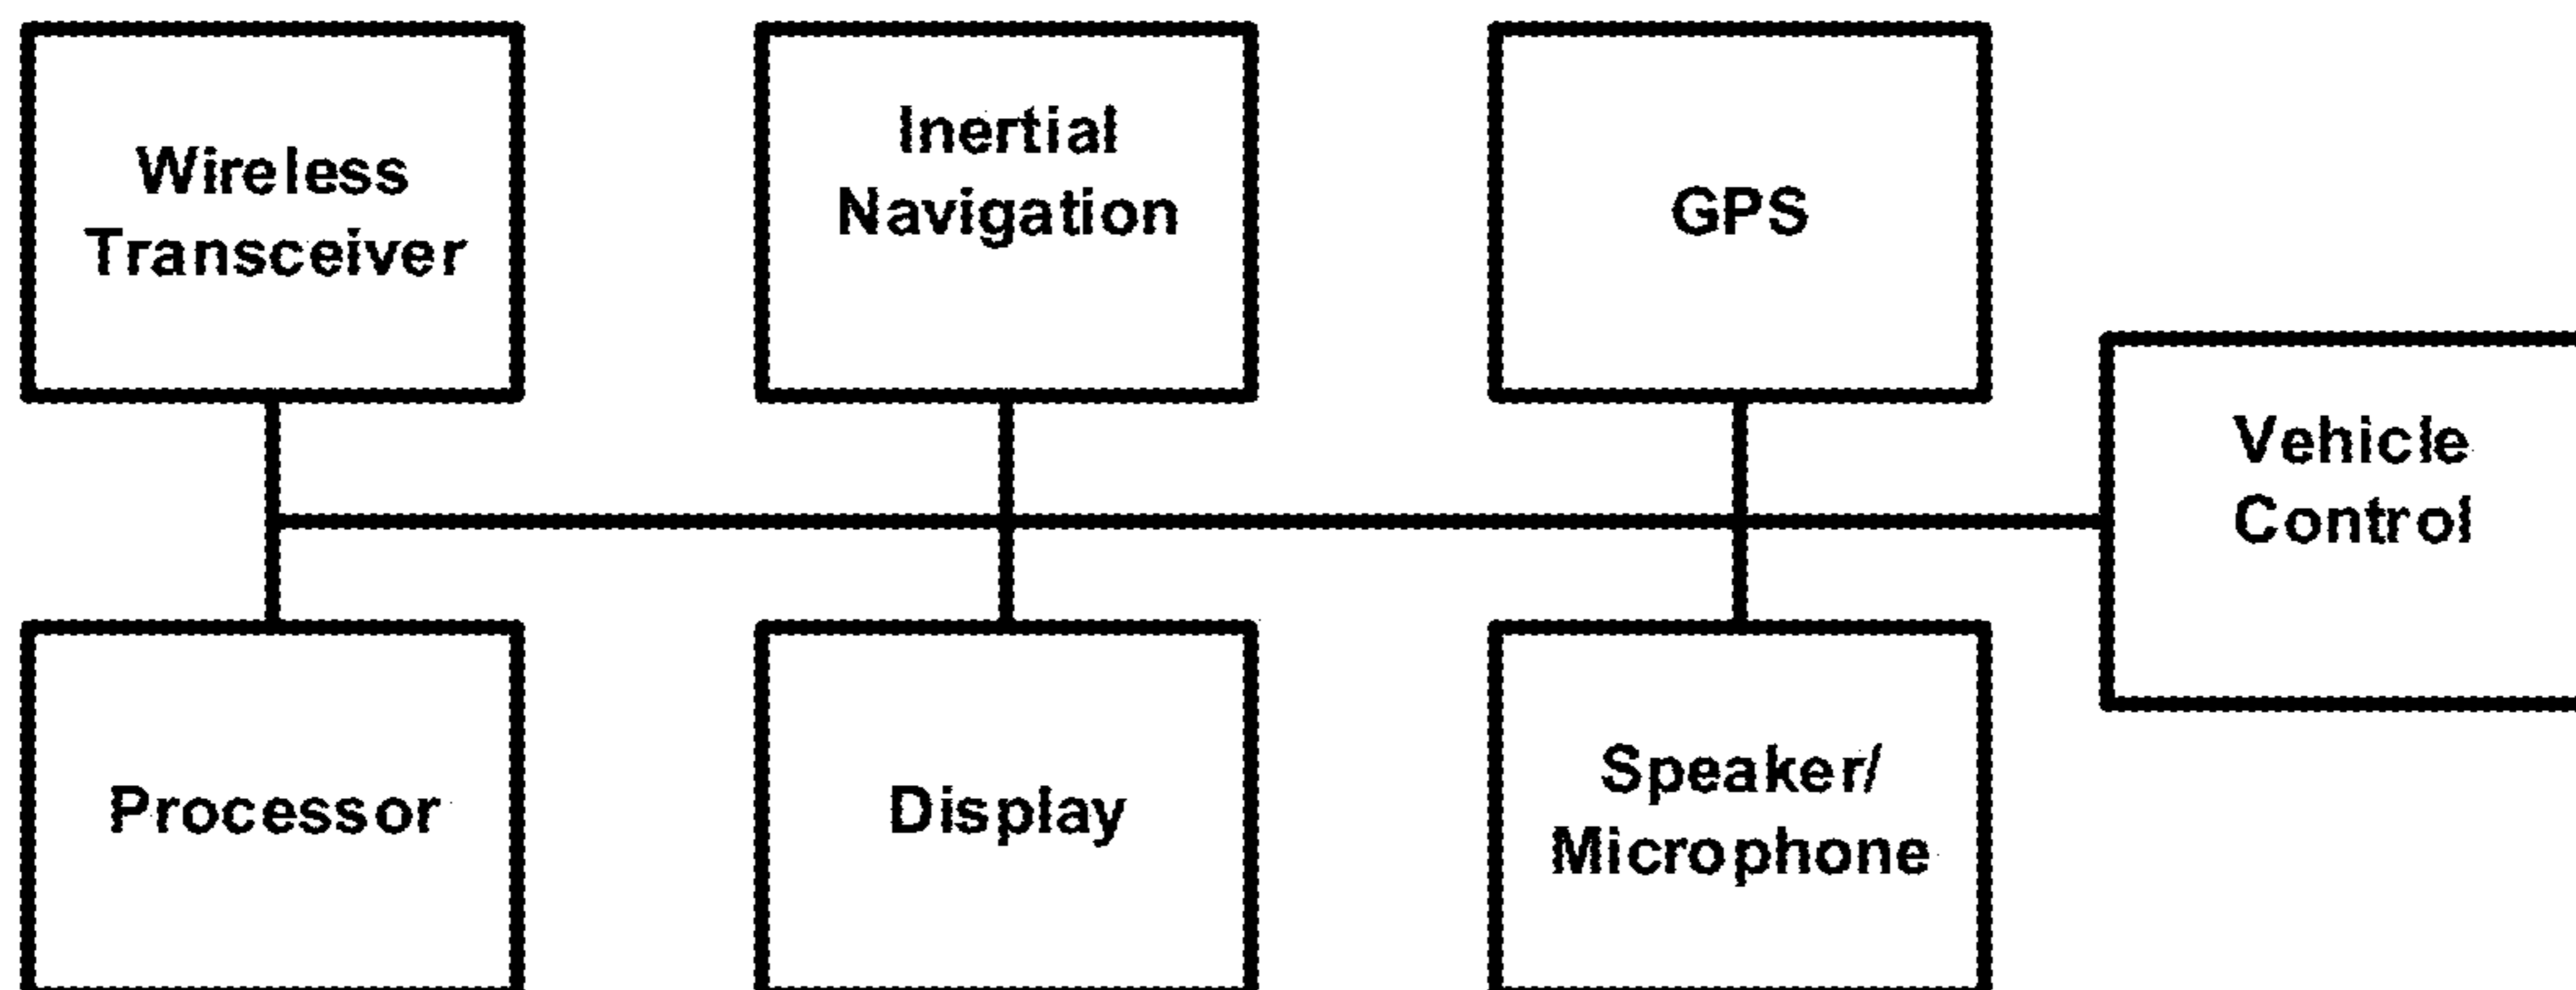 Wireless
Transceiver
Inertial
Navigation
GPS
Vehicle
Control
Processor
Display
Speaker/
Microphone